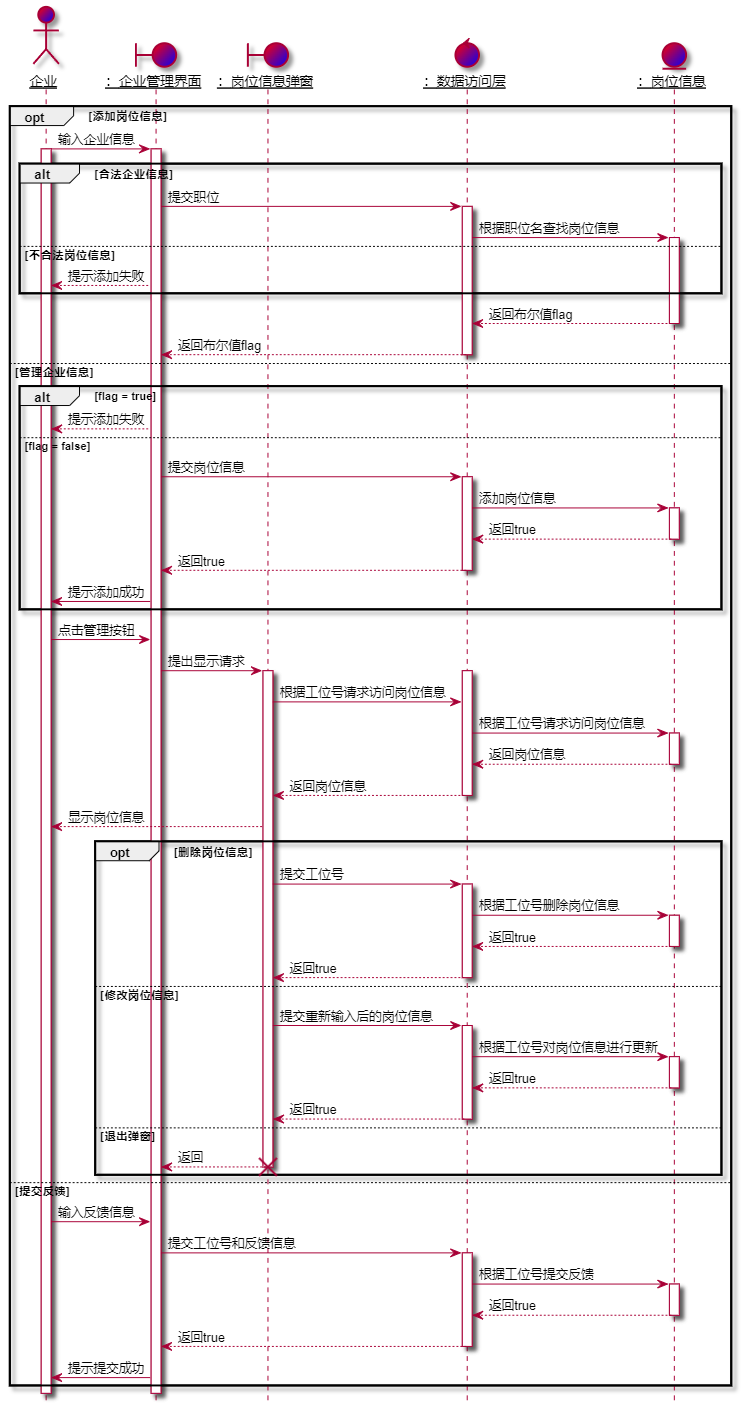 企业
: 企业管理界面
: 岗位信息弹窗
: 数据访问层
: 岗位信息
opt [添加岗位信息]
输入企业信息
alt [合法企业信息]
提交职位
根据职位名查找岗位信息
[不合法岗位信息]
提示添加失败
返回布尔值flag
返回布尔值flag
[管理企业信息]
alt [flag = true]
提示添加失败
[flag = false]
提交岗位信息
添加岗位信息
返回true
返回true
提示添加成功
点击管理按钮
提出显示请求
根据工位号请求访问岗位信息
根据工位号请求访问岗位信息
返回岗位信息
返回岗位信息
显示岗位信息
opt [删除岗位信息]
提交工位号
根据工位号删除岗位信息
返回true
返回true
[修改岗位信息]
提交重新输入后的岗位信息
根据工位号对岗位信息进行更新
返回true
返回true
[退出弹窗]
返回
[提交反馈]
输入反馈信息
提交工位号和反馈信息
根据工位号提交反馈
返回true
返回true
提示提交成功